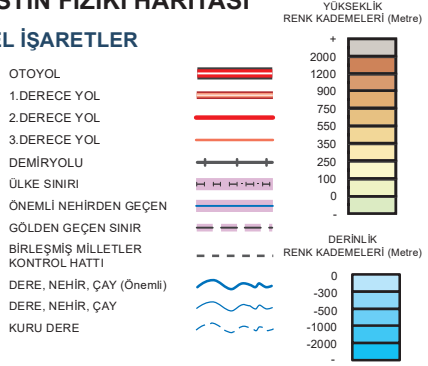 STİN FİZİKİ HARİTASI
EL İŞARETLER
OTOYOL
1.DERECE YOL
2.DERECE YOL
3.DERECE YOL
DEMİRYOLU
ÜLKE SINIRI
ÖNEMLİ NEHİRDEN GEÇEN
GÖLDEN GEÇEN SINIR
BİRLEŞMİŞ MİLLETLER
KONTROL HATTI
DERE, NEHİR, ÇAY (Önemli)
DERE, NEHİR, ÇAY
KURU DERE
YÜKSEKLİK
RENK KADEMELERİ (Metre)
+
2000
1200
900
750
550
350
250
100
0
-
DERİNLİK
RENK KADEMELERİ (Metre)
0
-300
-500
-1000
-2000
-